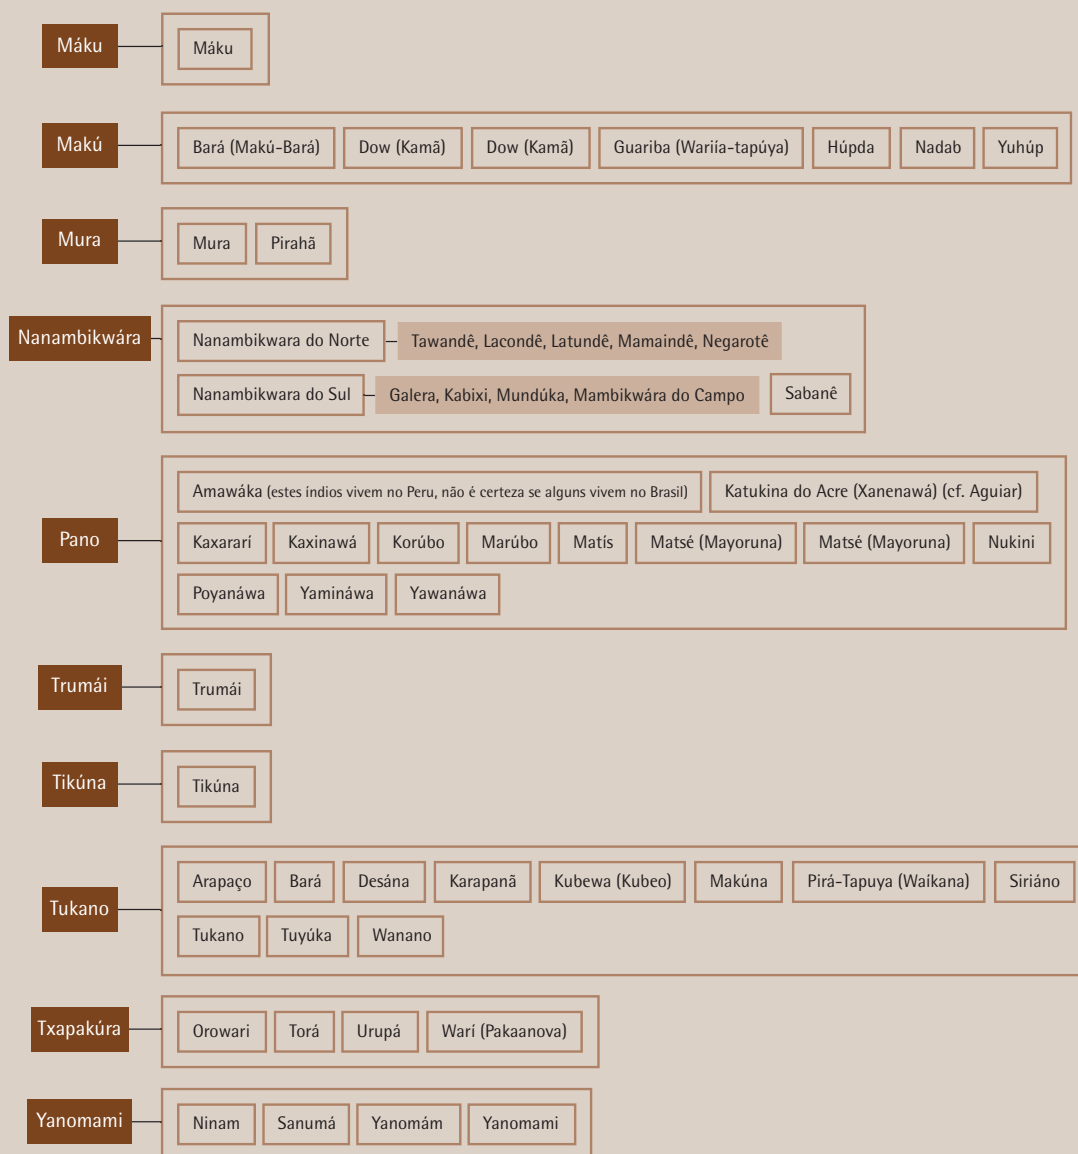 Máku
Máku
Makú
Bará (Makú-Bará) Dow (Kamã) Dow (Kamã) Guariba (Wariía-tapúya) Húpda Nadab Yuhúp
Mura
Mura Pirahã
Nanambikwára
Nanambikwara do Norte Tawandê, Lacondê, Latundê, Mamaindê, Negarotê
Nanambikwara do Sul Galera, Kabixi, Mundúka, Mambikwára do Campo Sabanê
Pano
Amawáka (estes índios vivem no Peru, não é certeza se alguns vivem no Brasil) Katukina do Acre (Xanenawá) (cf. Aguiar)
Kaxararí Kaxinawá Korúbo Marúbo Matís Matsé (Mayoruna) Matsé (Mayoruna) Nukini
Poyanáwa Yamináwa Yawanáwa
Trumái
Trumái
Tikúna
Tikúna
Tukano
Arapaço Bará Desána Karapanã Kubewa (Kubeo) Makúna Pirá-Tapuya (Waíkana) Siriáno
Tukano Tuyúka Wanano
Txapakúra
Orowari Torá Urupá Warí (Pakaanova)
Yanomami
Ninam Sanumá Yanomám Yanomami